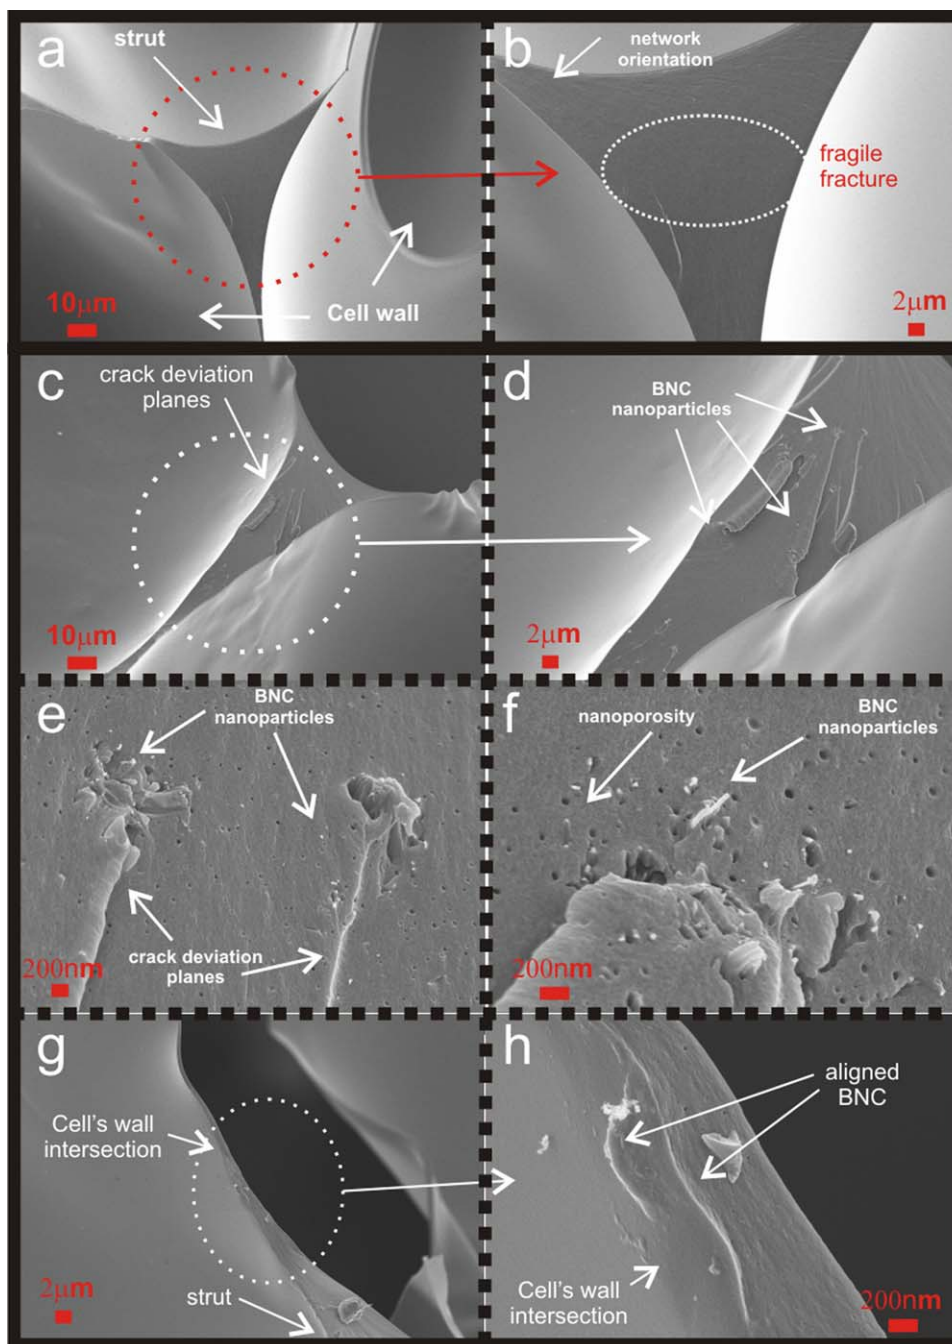 a
strut
Cell wall
10μm
b
network
orientation
fragile
fracture
2μm
c
crack deviation
planes
10μm
d
BNC
nanoparticles
2μm
e
BNC
nanoparticles
crack deviation
planes
200nm
f
nanoporosity
BNC
nanoparticles
200nm
g
Cell's wall
intersection
strut
2μm
h
aligned
BNC
Cell's wall
intersection
200nm